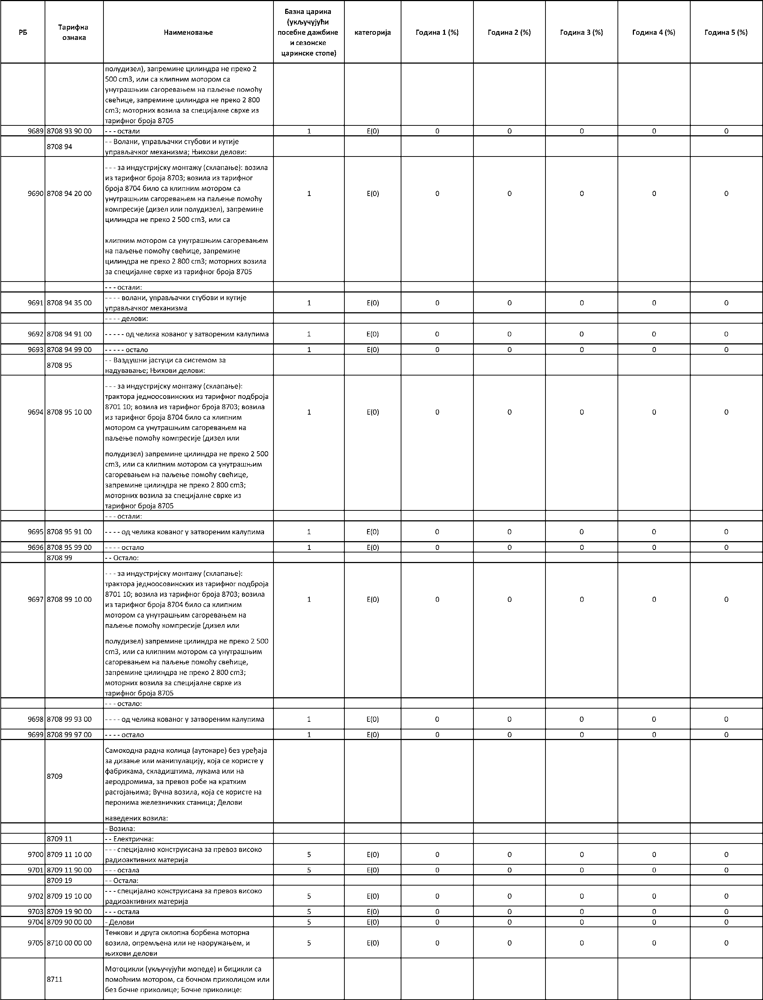 РБ Тарифна ознака Наименовање Базна царина (укључујући посебне дажбине и сезонске царинске стопе) категорија Година 1 (%) Година 2 (%) Година 3 (%) Година 4 (%) Година 5 (%)
полудизел), запремине цилиндра не преко 2
500 cm3, или са клипним мотором са
унутрашњим сагоревањем на паљење помоћу
свећице, запремине цилиндра не преко 2 800
cm3; моторних возила за специјалне сврхе из
тарифног броја 8705
9689 8708 93 90 00 - - - остали 1 E(0) 0 0 0 0 0
8708 94 - - Волани, управљачки стубови и кутије
управљачког механизма; Њихови делови:
- - - за индустријску монтажу (склапање): возила
из тарифног броја 8703; возила из тарифног
броја 8704 било са клипним мотором са
9690 8708 94 20 00 унутрашњим сагоревањем на паљење помоћу 1 E(0) 0 0 0 0 0
компресије (дизел или полудизел), запремине
цилиндра не преко 2 500 cm3, или са
клипним мотором са унутрашњим сагоревањем
на паљење помоћу свећице, запремине
цилиндра не преко 2 800 cm3; моторних возила
за специјалне сврхе из тарифног броја 8705
- - - остали:
9691 8708 94 35 00 - - - - волани, управљачки стубови и кутије
управљачког механизма 1 E(0) 0 0 0 0 0
- - - - делови:
9692 8708 94 91 00 - - - - - од челика кованог у затвореним калупима 1 E(0) 0 0 0 0 0
9693 8708 94 99 00 - - - - - остало 1 E(0) 0 0 0 0 0
8708 95 - - Ваздушни јастуци са системом за
надувавање; Њихови делови:
- - - за индустријску монтажу (склапање):
трактора једноосовинских из тарифног подброја
8701 10; возила из тарифног броја 8703; возила
9694 8708 95 10 00 из тарифног броја 8704 било са клипним 1 E(0) 0 0 0 0 0
мотором са унутрашњим сагоревањем на
паљење помоћу компресије (дизел или
полудизел) запремине цилиндра не преко 2 500
cm3, или са клипним мотором са унутрашњим
сагоревањем на паљење помоћу свећице,
запремине цилиндра не преко 2 800 cm3;
моторних возила за специјалне сврхе из
тарифног броја 8705
- - - остали:
9695 8708 95 91 00 - - - - од челика кованог у затвореним калупима 1 E(0) 0 0 0 0 0
9696 8708 95 99 00 - - - - остало 1 E(0) 0 0 0 0 0
8708 99 - - Остало:
- - - за индустријску монтажу (склапање):
трактора једноосовинских из тарифног подброја
8701 10; возила из тарифног броја 8703; возила
9697 8708 99 10 00 из тарифног броја 8704 било са клипним 1 E(0) 0 0 0 0 0
мотором са унутрашњим сагоревањем на
паљење помоћу компресије (дизел или
полудизел) запремине цилиндра не преко 2 500
cm3, или са клипним мотором са унутрашњим
сагоревањем на паљење помоћу свећице,
запремине цилиндра не преко 2 800 cm3;
моторних возила за специјалне сврхе из
тарифног броја 8705
- - - остало:
9698 8708 99 93 00 - - - - од челика кованог у затвореним калупима 1 E(0) 0 0 0 0 0
9699 8708 99 97 00 - - - - остало 1 E(0) 0 0 0 0 0
Самоходна радна колица (аутокаре) без уређаја
за дизање или манипулацију, која се користе у
фабрикама, складиштима, лукама или на
8709 аеродромима, за превоз робе на кратким
растојањима; Вучна возила, која се користе на
перонима железничких станица; Делови
наведених возила:
- Возила:
8709 11 - - Електрична:
9700 8709 11 10 00 - - - специјално конструисана за превоз високо
радиоактивних материја 5 E(0) 0 0 0 0 0
9701 8709 11 90 00 - - - остала 5 E(0) 0 0 0 0 0
8709 19 - - Остала:
9702 8709 19 10 00 - - - специјално конструисана за превоз високо
радиоактивних материја 5 E(0) 0 0 0 0 0
9703 8709 19 90 00 - - - остала 5 E(0) 0 0 0 0 0
9704 8709 90 00 00 - Делови 5 E(0) 0 0 0 0 0
Тенкови и друга оклопна борбена моторна
9705 8710 00 00 00 возила, опремљена или не наоружањем, и 5 E(0) 0 0 0 0 0
њихови делови
Мотоцикли (укључујући мопеде) и бицикли са
8711 помоћним мотором, са бочном приколицом или
без бочне приколице; Бочне приколице: